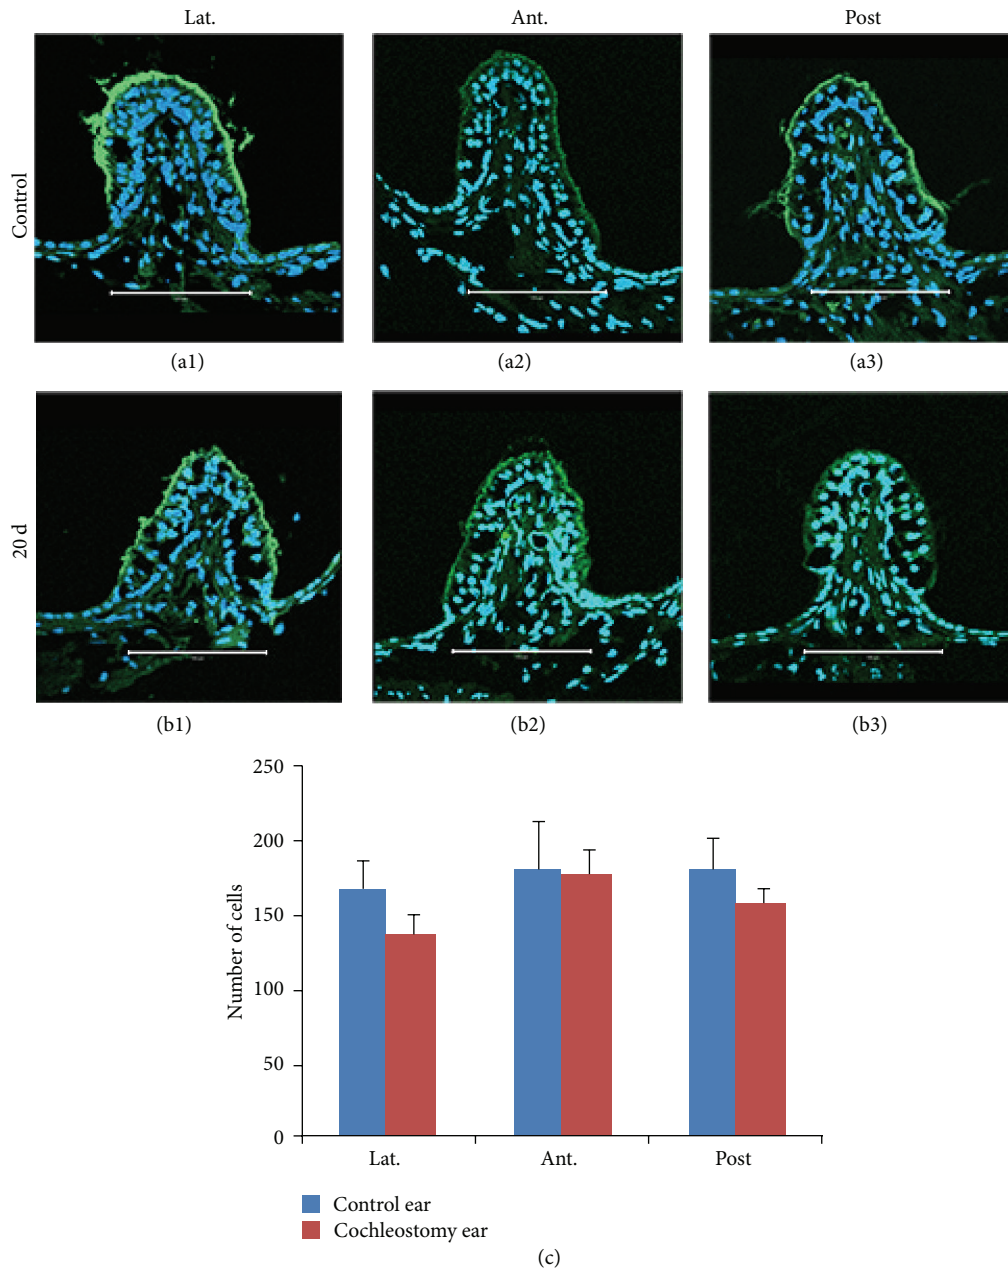 Lat. Ant. Post
Control
(a1) (a2) (a3)
20 d
(b1) (b2) (b3)
250
200
150
100
50
0
Number of cells
Lat. Ant. Post
Control ear
Cochleostomy ear
(c)